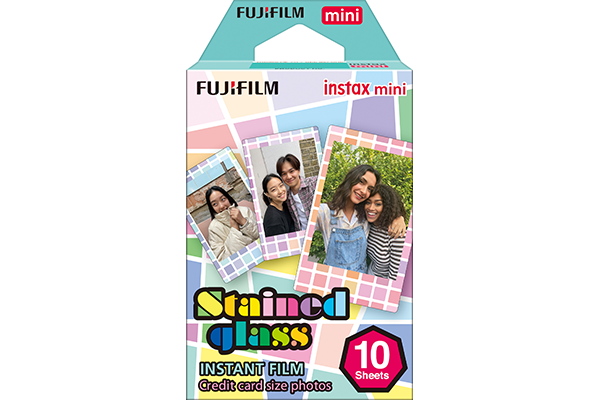 FUJIFILM mini
FUJIFILM instax mini
Stained
glass
INSTANT FILM
Credit card size photos
10
Sheets